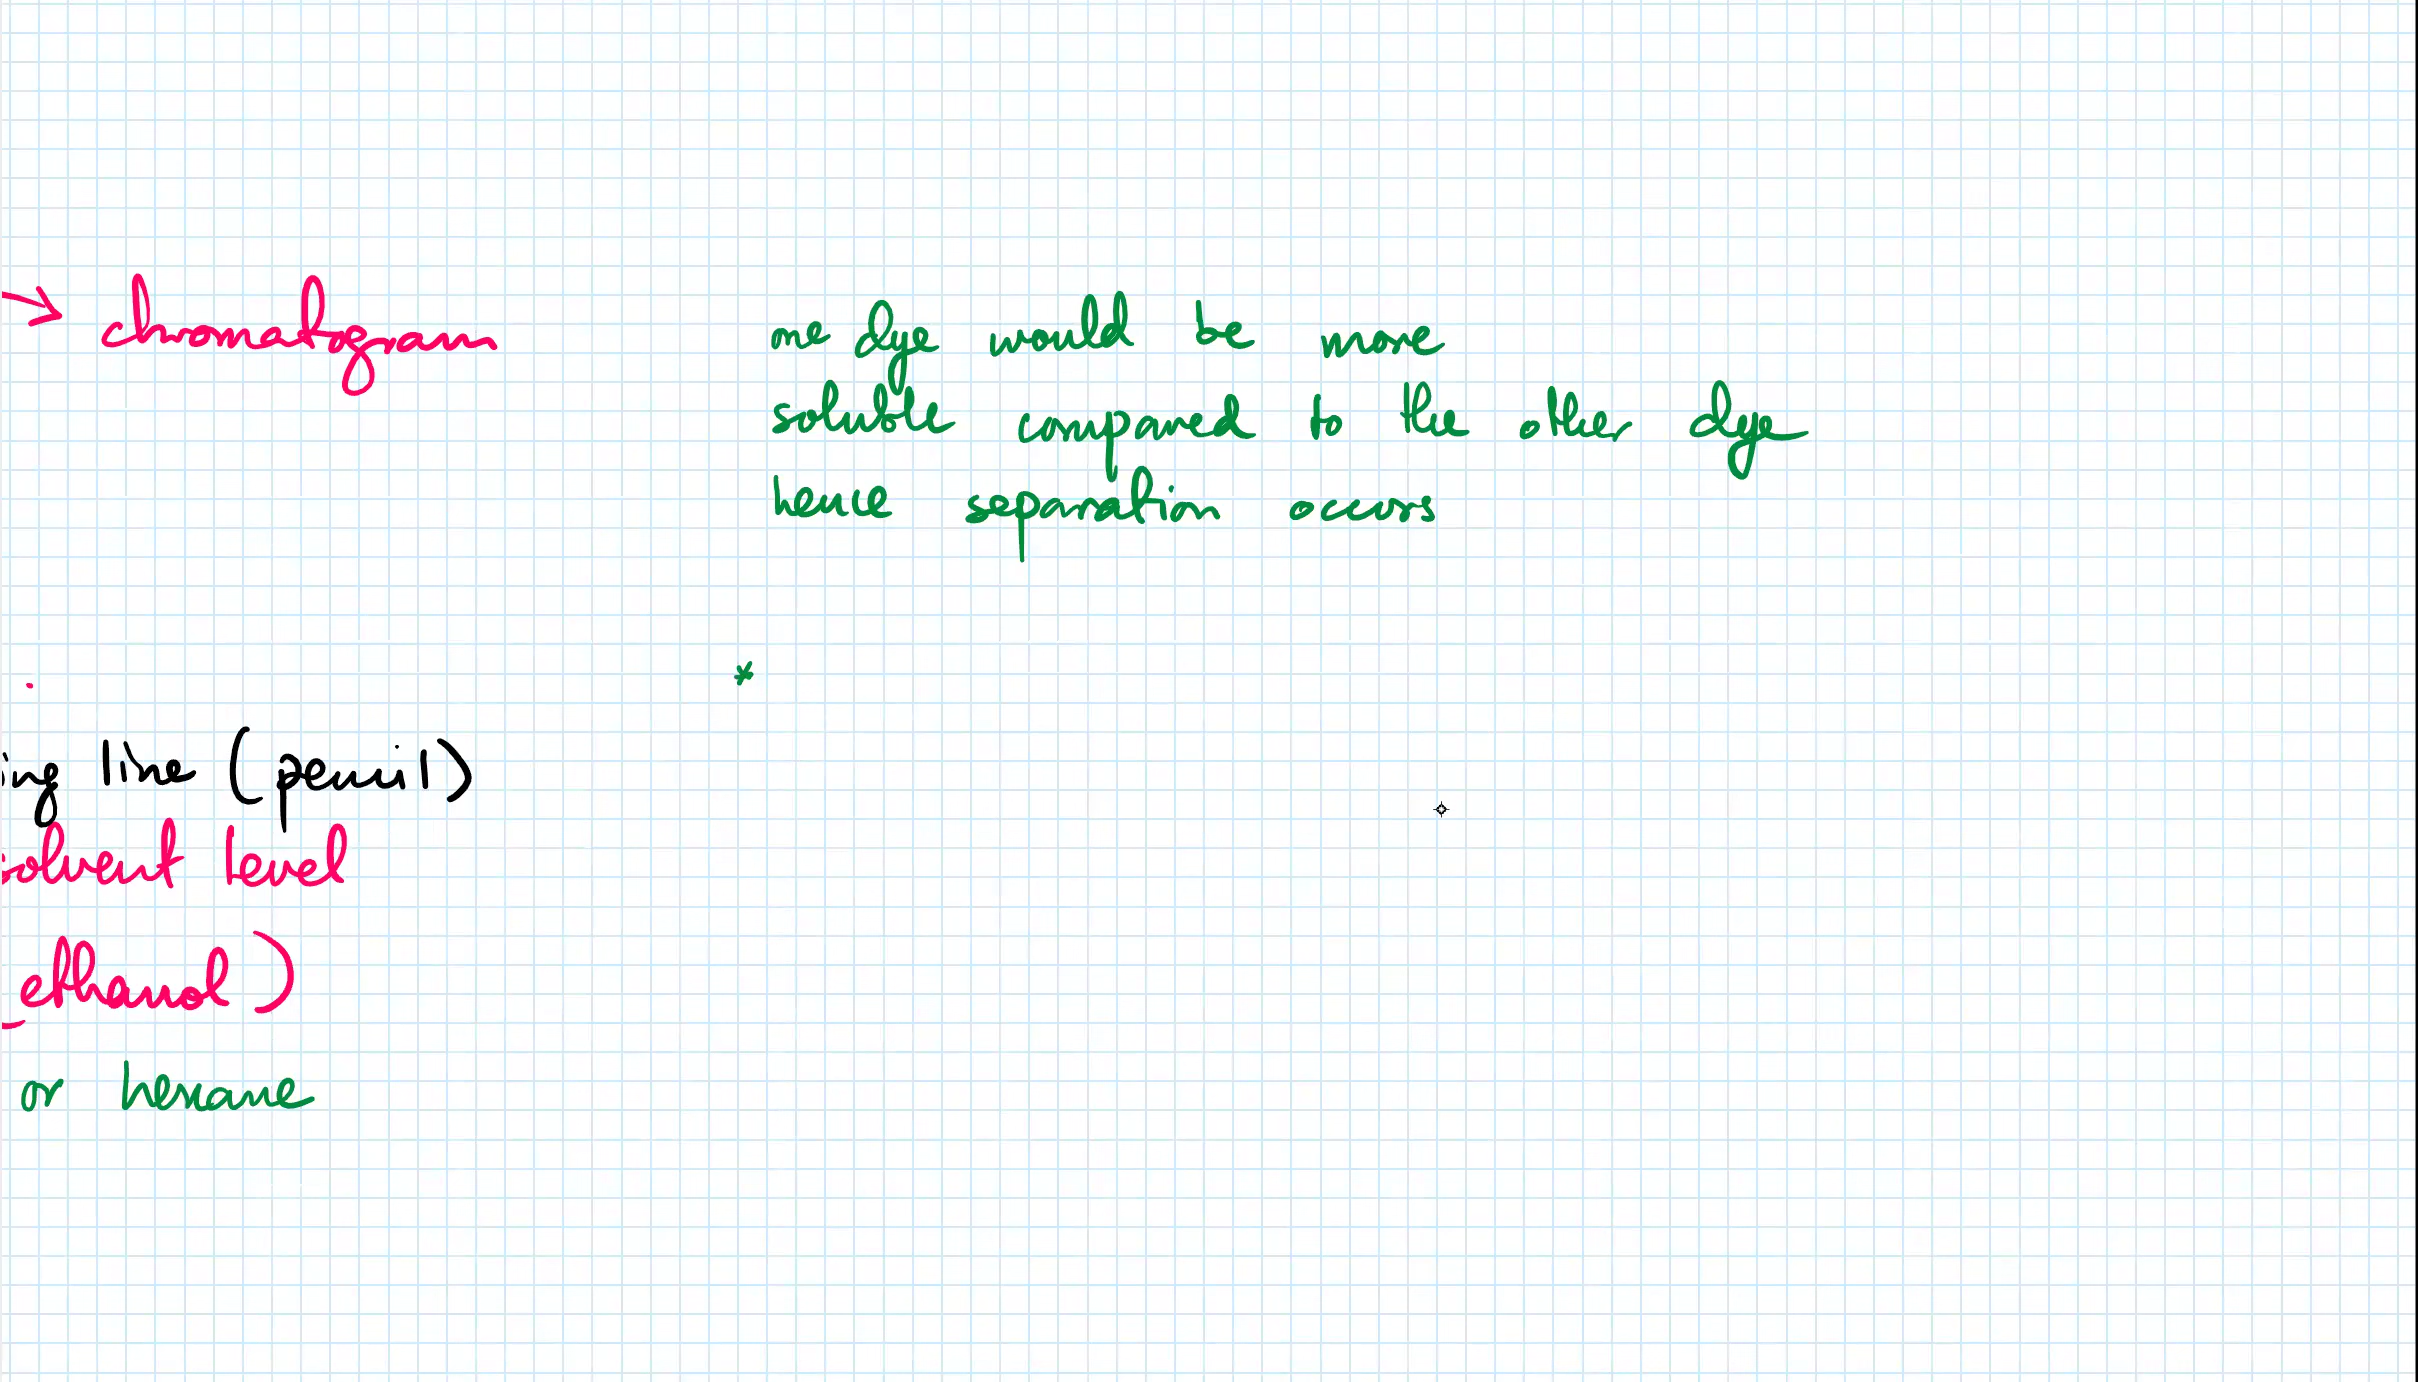 chromatogram
one dye would be more
soluble compared to the other dye
hence separation occurs
*
ing line (pencil)
solvent level
ethanol)
or hexane